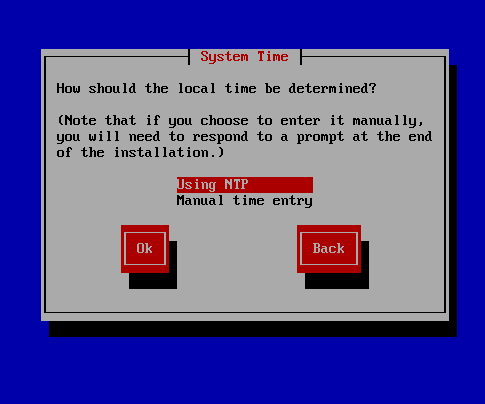 System Time
How should the local time be determined?
(Note that if you choose to enter it manually,
you will need to respond to a prompt at the end
of the installation.)
Using NTP
Manual time entry
Ok
Back